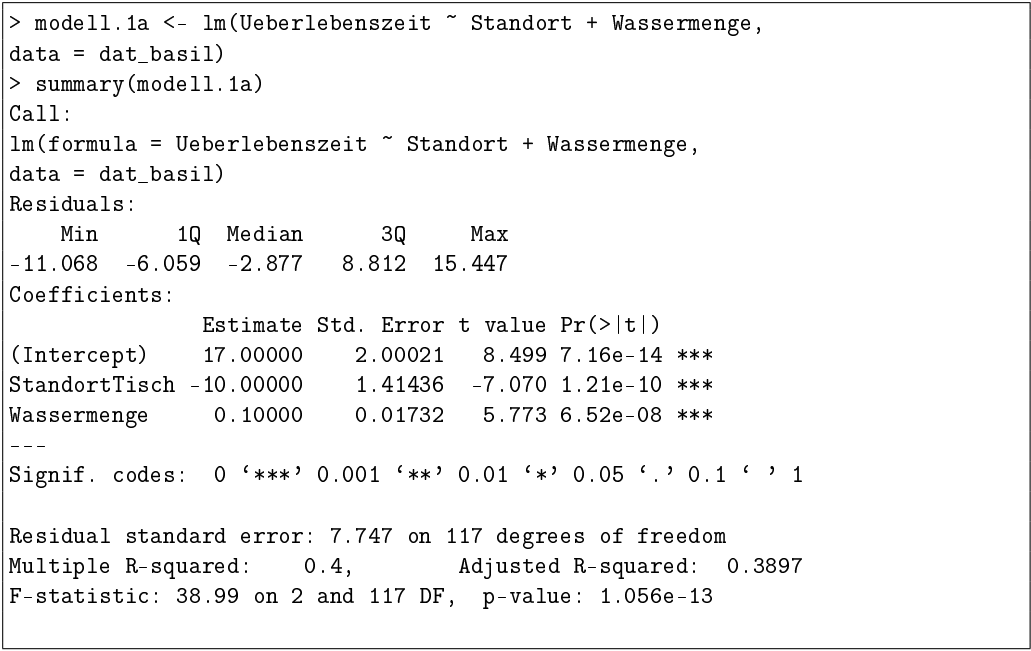 > modell.1a <- lm(Ueberlebenszeit ~ Standort + Wassermenge,
data = dat_basil)
> summary(modell.1a)
Call:
lm(formula = Ueberlebenszeit ~ Standort + Wassermenge,
data = dat_basil)
Residuals:
    Min      1Q  Median      3Q     Max
-11.068  -6.059  -2.877   8.812  15.447
Coefficients:
              Estimate Std. Error t value Pr(>|t|)
(Intercept)   17.00000    2.00021   8.499 7.16e-14 ***
StandortTisch -10.00000    1.41436  -7.070 1.21e-10 ***
Wassermenge    0.10000    0.01732   5.773 6.52e-08 ***
---
Signif. codes:  0 ‘***’ 0.001 ‘**’ 0.01 ‘*’ 0.05 ‘.’ 0.1 ‘ ’ 1
Residual standard error: 7.747 on 117 degrees of freedom
Multiple R-squared:   0.4,      Adjusted R-squared:  0.3897
F-statistic: 38.99 on 2 and 117 DF,  p-value: 1.056e-13